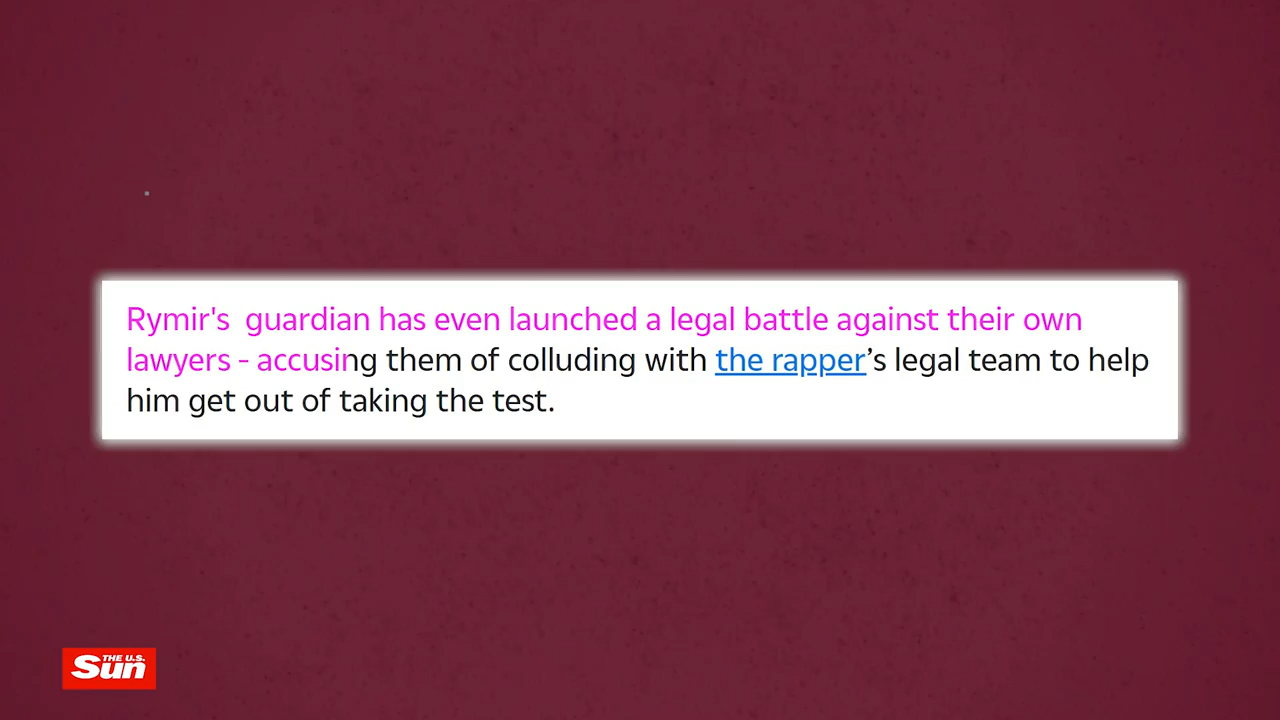 Rymir's  guardian has even launched a legal battle against their own
lawyers - accusing them of colluding with the rapper’s legal team to help
him get out of taking the test.
THE U.S.
Sun